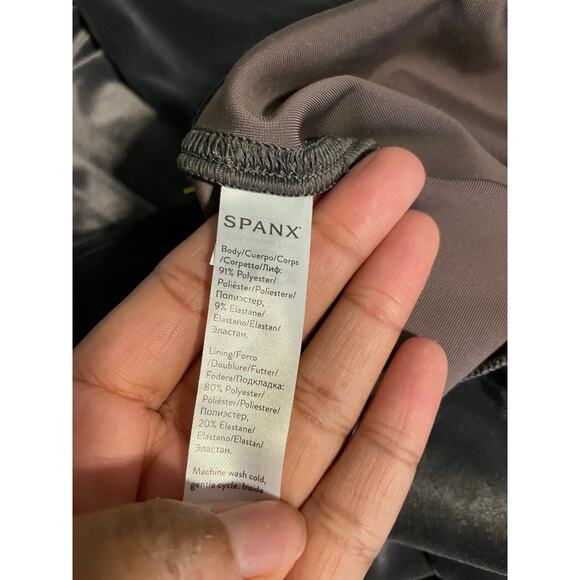 SPANX
Body/Cuerpo/Corps
/Corpetto/Лиф:
91% Polyester/
Poliéster/Poliestere/
Полиэстер,
9% Elastane/
Elastano/Elastan/
Эластан.
Lining/Forro
/Doublure/Futter/
Fodera/Подкладка:
80% Polyester/
Poliéster/Poliestere/
Полиэстер,
20% Elastane/
Elastano/Elastan/
Эластан.
Machine wash cold,
gentle cycle. Inside